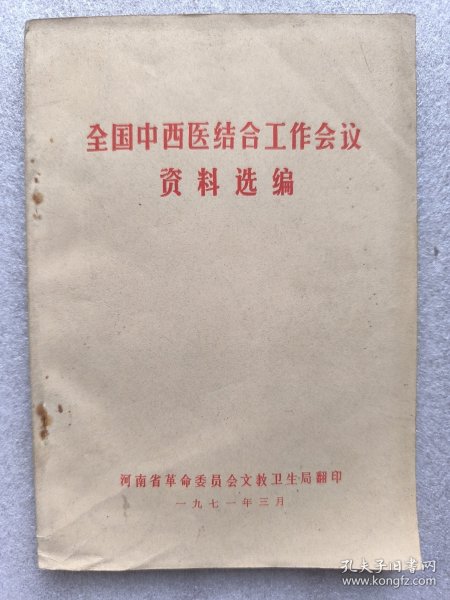 全国中西医结合工作会议
资料选编
河南省革命委员会文教卫生局翻印
一九七一年三月
孔夫子旧书网
www.kongfz.com